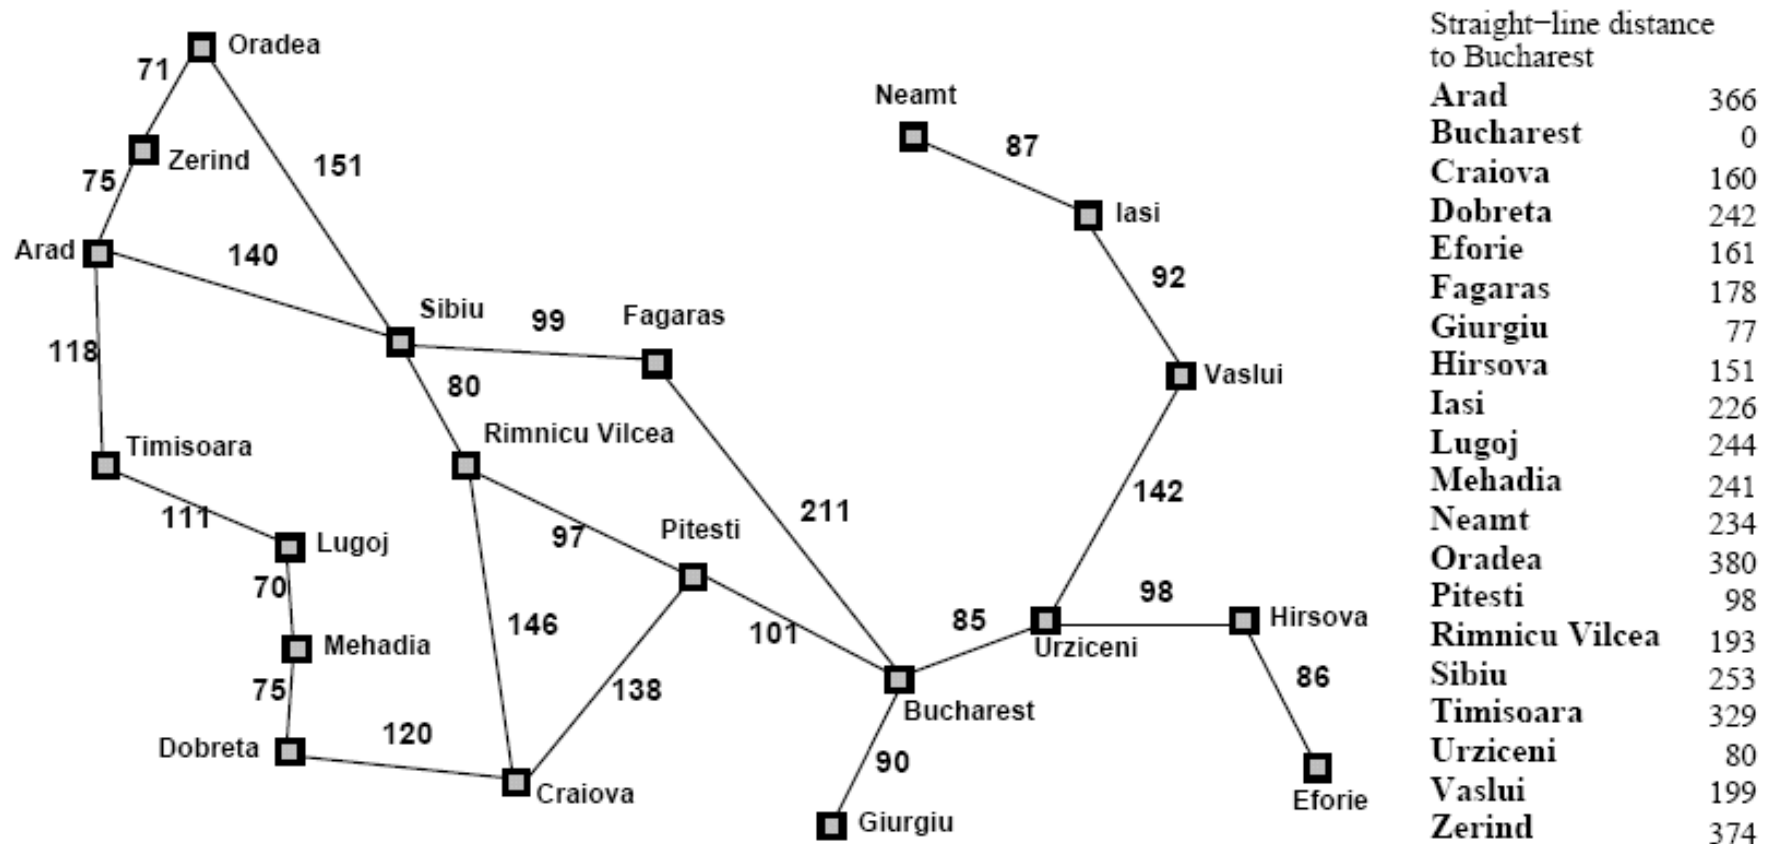 Oradea
71
Neamt
87
Zerind
151
75
Iasi
Arad
140
92
Sibiu
99
Fagaras
118
80
Vaslui
Timisoara
Rimnicu Vilcea
142
211
111
Lugoj
97
Pitesti
70
146
101
85
98
Hirsova
Mehadia
Urziceni
75
138
86
Bucharest
Dobreta
120
90
Craiova
Giurgiu
Eforie
Straight−line distance
to Bucharest
Arad 366
Bucharest 0
Craiova 160
Dobreta 242
Eforie 161
Fagaras 178
Giurgiu 77
Hirsova 151
Iasi 226
Lugoj 244
Mehadia 241
Neamt 234
Oradea 380
Pitesti 98
Rimnicu Vilcea 193
Sibiu 253
Timisoara 329
Urziceni 80
Vaslui 199
Zerind 374